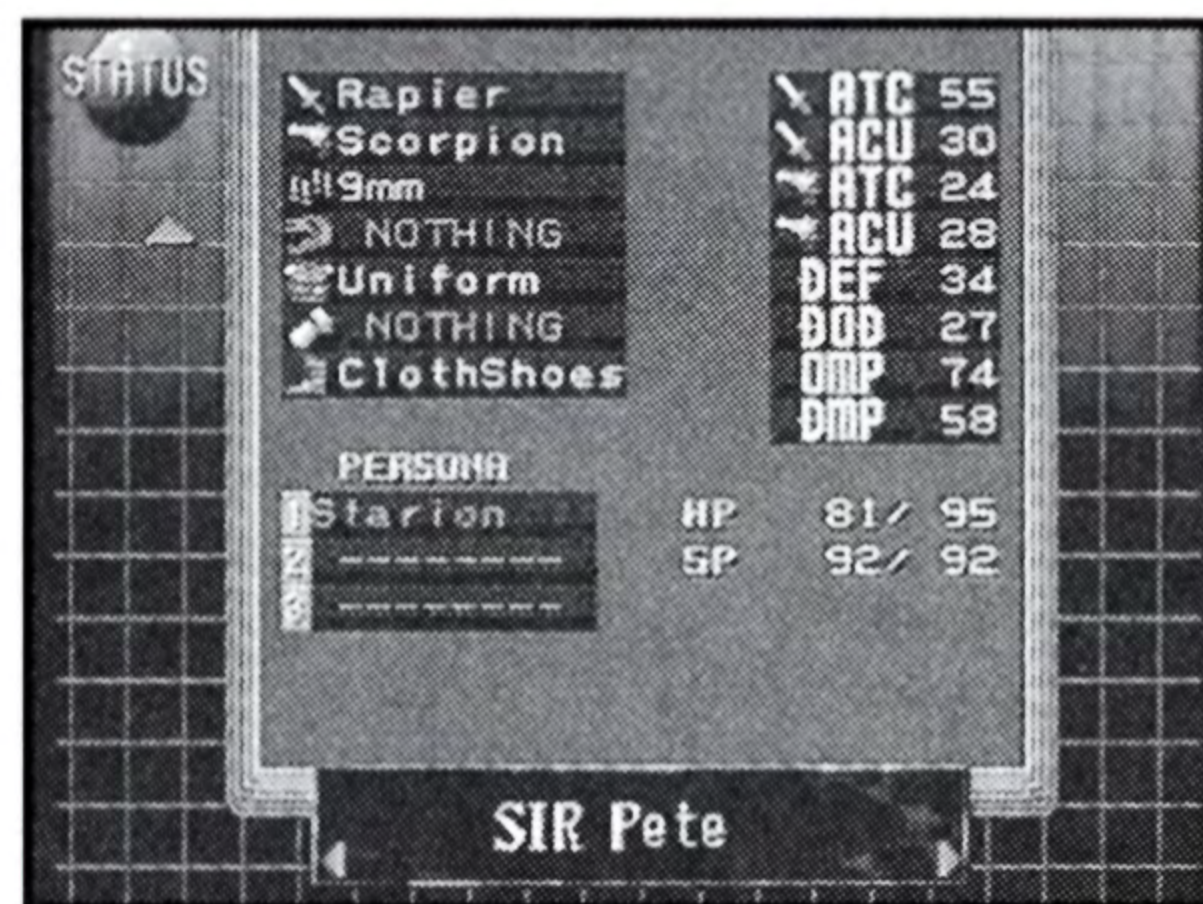 STATUS
Rapier
Scorpion
9mm
NOTHING
Uniform
NOTHING
ClothShoes
ATC 55
ACU 30
ATC 24
ACU 28
DEF 34
DOD 27
OMP 74
DMP 58
PERSONA
1 Starion
2 --------
3 --------
HP 81/ 95
SP 92/ 92
SIR Pete